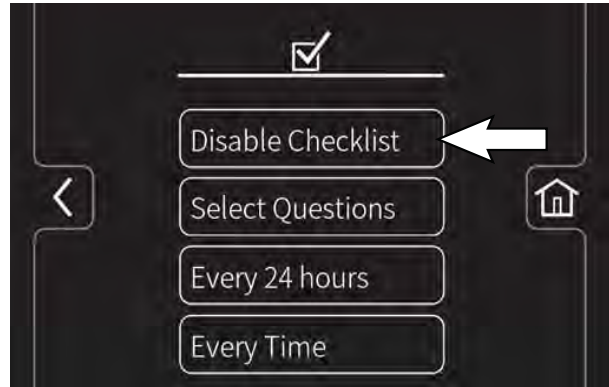 Disable Checklist
Select Questions
Every 24 hours
Every Time